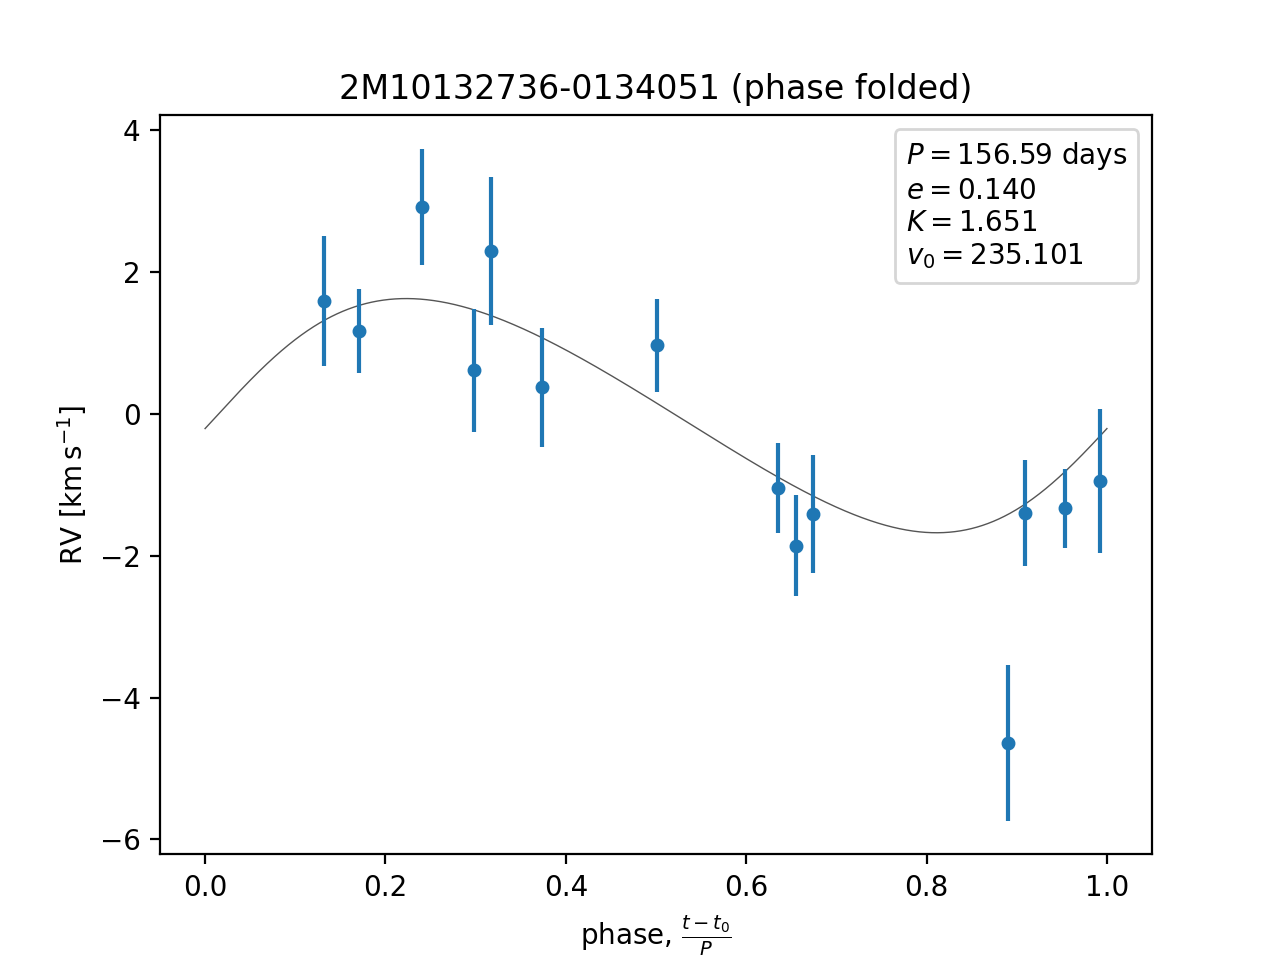 2M10132736-0134051 (phase folded)
P = 156.59 days
e = 0.140
K = 1.651
v₀ = 235.101
RV [km s⁻¹]
4
2
0
−2
−4
−6
0.0 0.2 0.4 0.6 0.8 1.0
phase, (t − t₀)/P